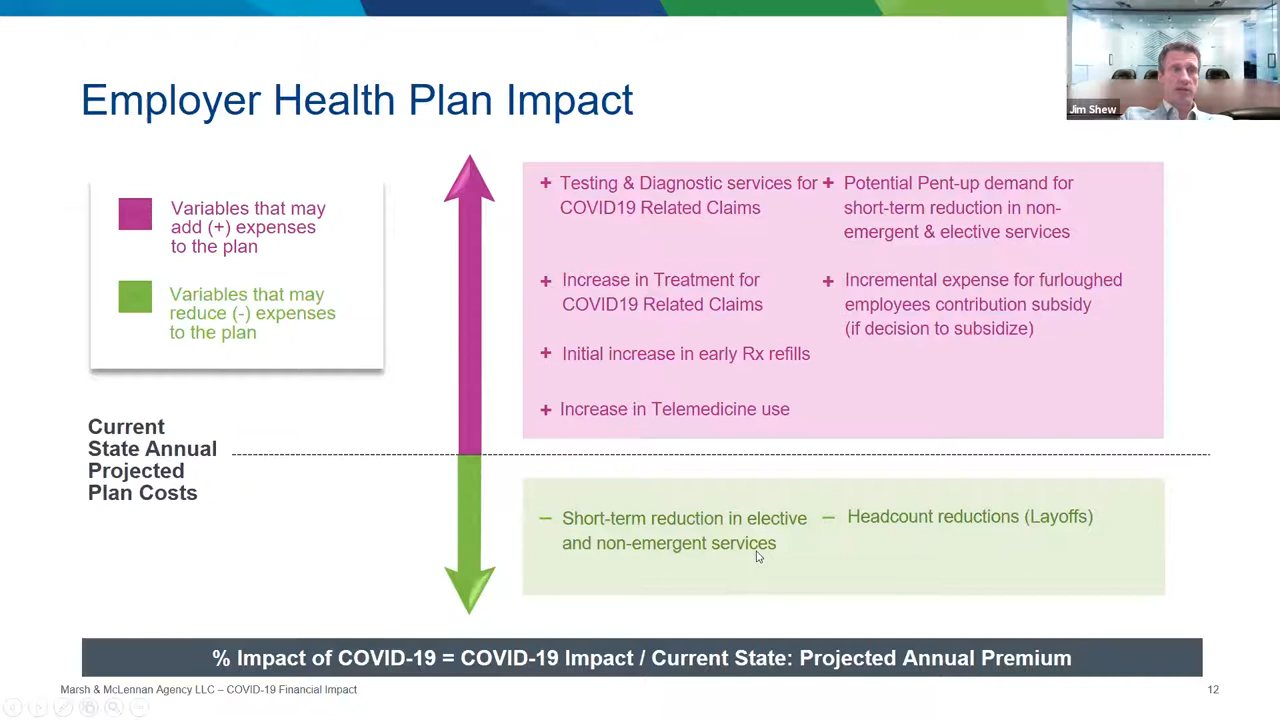 Employer Health Plan Impact
Jim Shew
Variables that may
add (+) expenses
to the plan
Variables that may
reduce (-) expenses
to the plan
Current
State Annual
Projected
Plan Costs
+ Testing & Diagnostic services for
COVID19 Related Claims
+ Increase in Treatment for
COVID19 Related Claims
+ Initial increase in early Rx refills
+ Increase in Telemedicine use
+ Potential Pent-up demand for
short-term reduction in non-
emergent & elective services
+ Incremental expense for furloughed
employees contribution subsidy
(if decision to subsidize)
– Short-term reduction in elective
and non-emergent services
– Headcount reductions (Layoffs)
% Impact of COVID-19 = COVID-19 Impact / Current State: Projected Annual Premium
Marsh & McLennan Agency LLC – COVID-19 Financial Impact
12